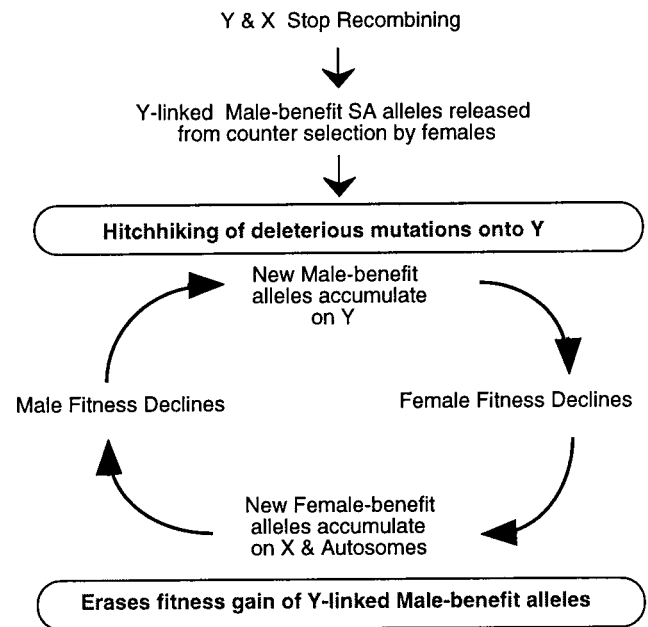 Y & X Stop Recombining
Y-linked Male-benefit SA alleles released
from counter selection by females
Hitchhiking of deleterious mutations onto Y
New Male-benefit
alleles accumulate
on Y
Male Fitness Declines
Female Fitness Declines
New Female-benefit
alleles accumulate
on X & Autosomes
Erases fitness gain of Y-linked Male-benefit alleles